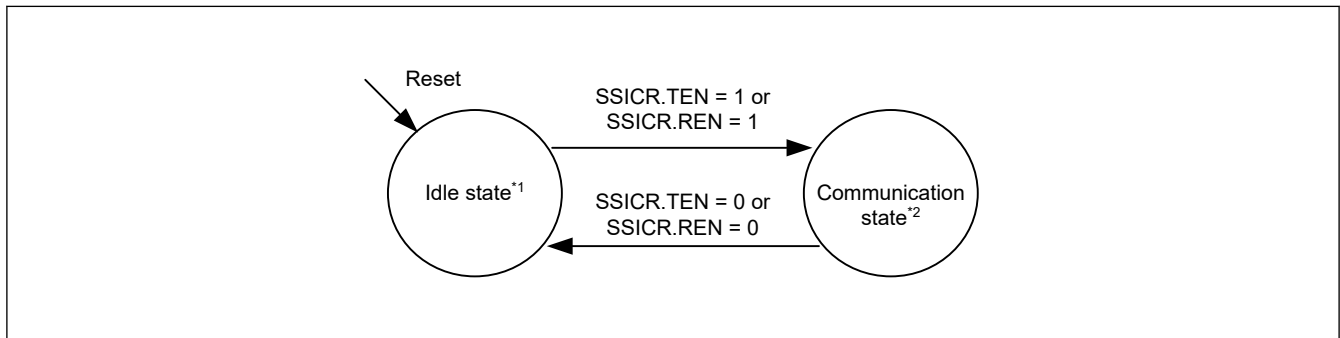 Reset
SSICR.TEN = 1 or
SSICR.REN = 1
Idle state*1
SSICR.TEN = 0 or
SSICR.REN = 0
Communication
state*2